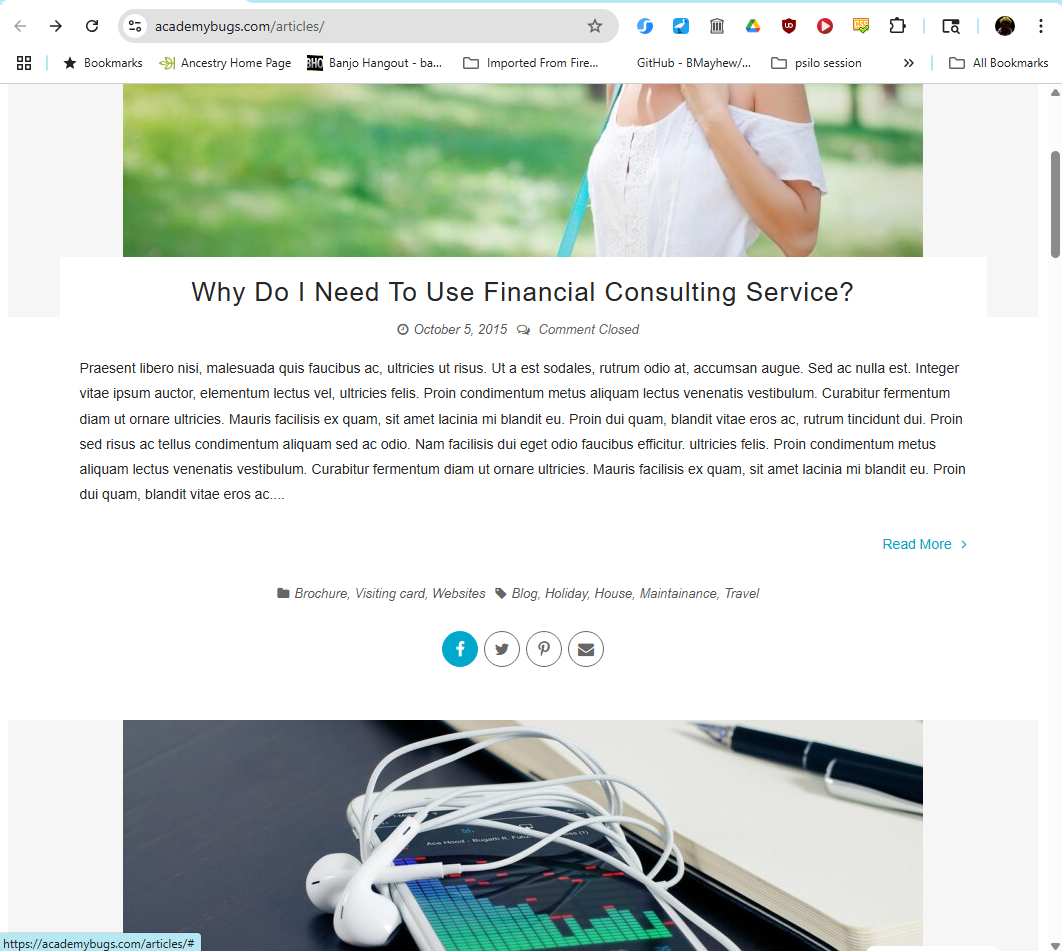 academybugs.com/articles/
Bookmarks
Ancestry Home Page
BHO
Banjo Hangout - ba...
Imported From Fire...
GitHub - BMayhew/...
psilo session
All Bookmarks
Why Do I Need To Use Financial Consulting Service?
October 5, 2015 Comment Closed
Praesent libero nisi, malesuada quis faucibus ac, ultricies ut risus. Ut a est sodales, rutrum odio at, accumsan augue. Sed ac nulla est. Integer
vitae ipsum auctor, elementum lectus vel, ultricies felis. Proin condimentum metus aliquam lectus venenatis vestibulum. Curabitur fermentum
diam ut ornare ultricies. Mauris facilisis ex quam, sit amet lacinia mi blandit eu. Proin dui quam, blandit vitae eros ac, rutrum tincidunt dui. Proin
sed risus ac tellus condimentum aliquam sed ac odio. Nam facilisis dui eget odio faucibus efficitur. ultricies felis. Proin condimentum metus
aliquam lectus venenatis vestibulum. Curabitur fermentum diam ut ornare ultricies. Mauris facilisis ex quam, sit amet lacinia mi blandit eu. Proin
dui quam, blandit vitae eros ac....
Read More
Brochure, Visiting card, Websites Blog, Holiday, House, Maintainance, Travel
Ace Hood - Bugatti ft. Futu
https://academybugs.com/articles/#